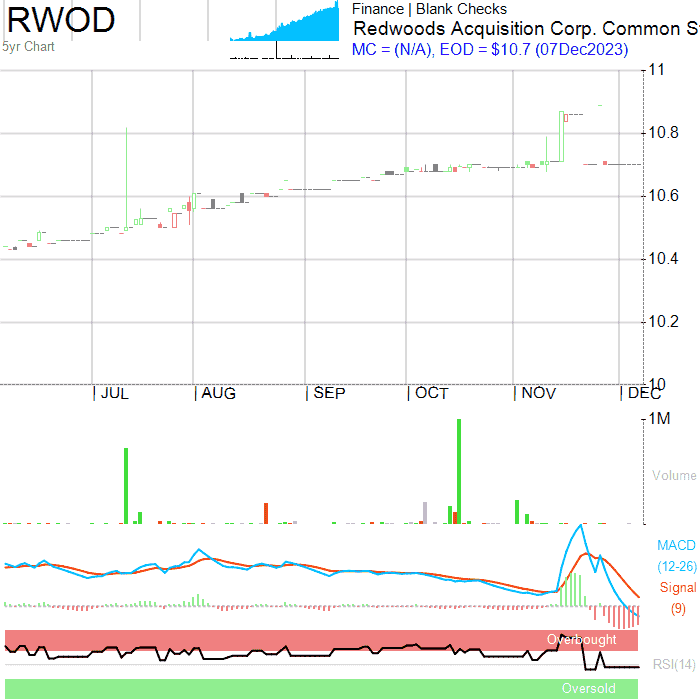 RWOD
5yr Chart
Finance | Blank Checks
Redwoods Acquisition Corp. Common S
MC = (N/A), EOD = $10.7 (07Dec2023)
11
10.8
10.6
10.4
10.2
10
JUL AUG SEP OCT NOV DEC
1M
Volume
MACD
(12-26)
Signal
(9)
Overbought
RSI(14)
Oversold